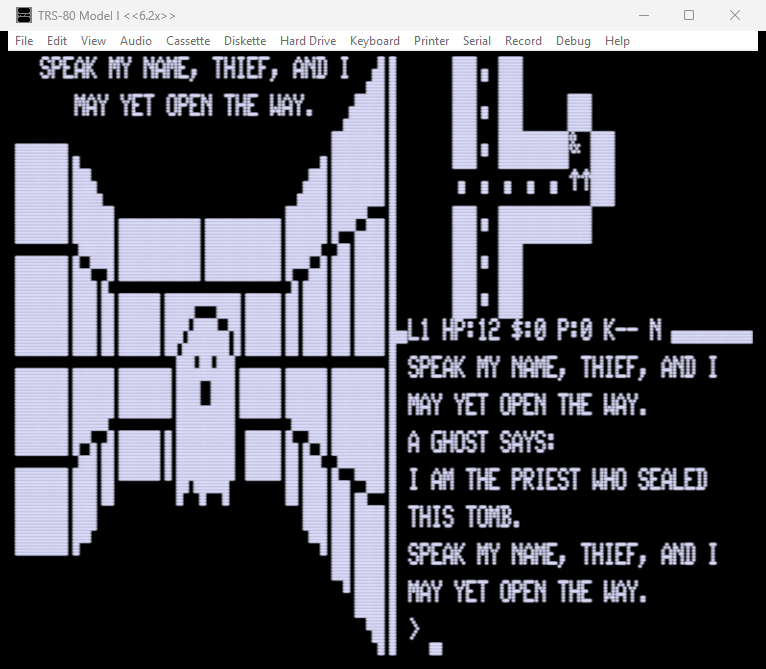 TRS-80 Model I <<6.2x>>
File Edit View Audio Cassette Diskette Hard Drive Keyboard Printer Serial Record Debug Help
SPEAK MY NAME, THIEF, AND I
MAY YET OPEN THE WAY.
&
↑↑
L1 HP:12 $:0 P:0 K-- N
SPEAK MY NAME, THIEF, AND I
MAY YET OPEN THE WAY.
A GHOST SAYS:
I AM THE PRIEST WHO SEALED
THIS TOMB.
SPEAK MY NAME, THIEF, AND I
MAY YET OPEN THE WAY.
>